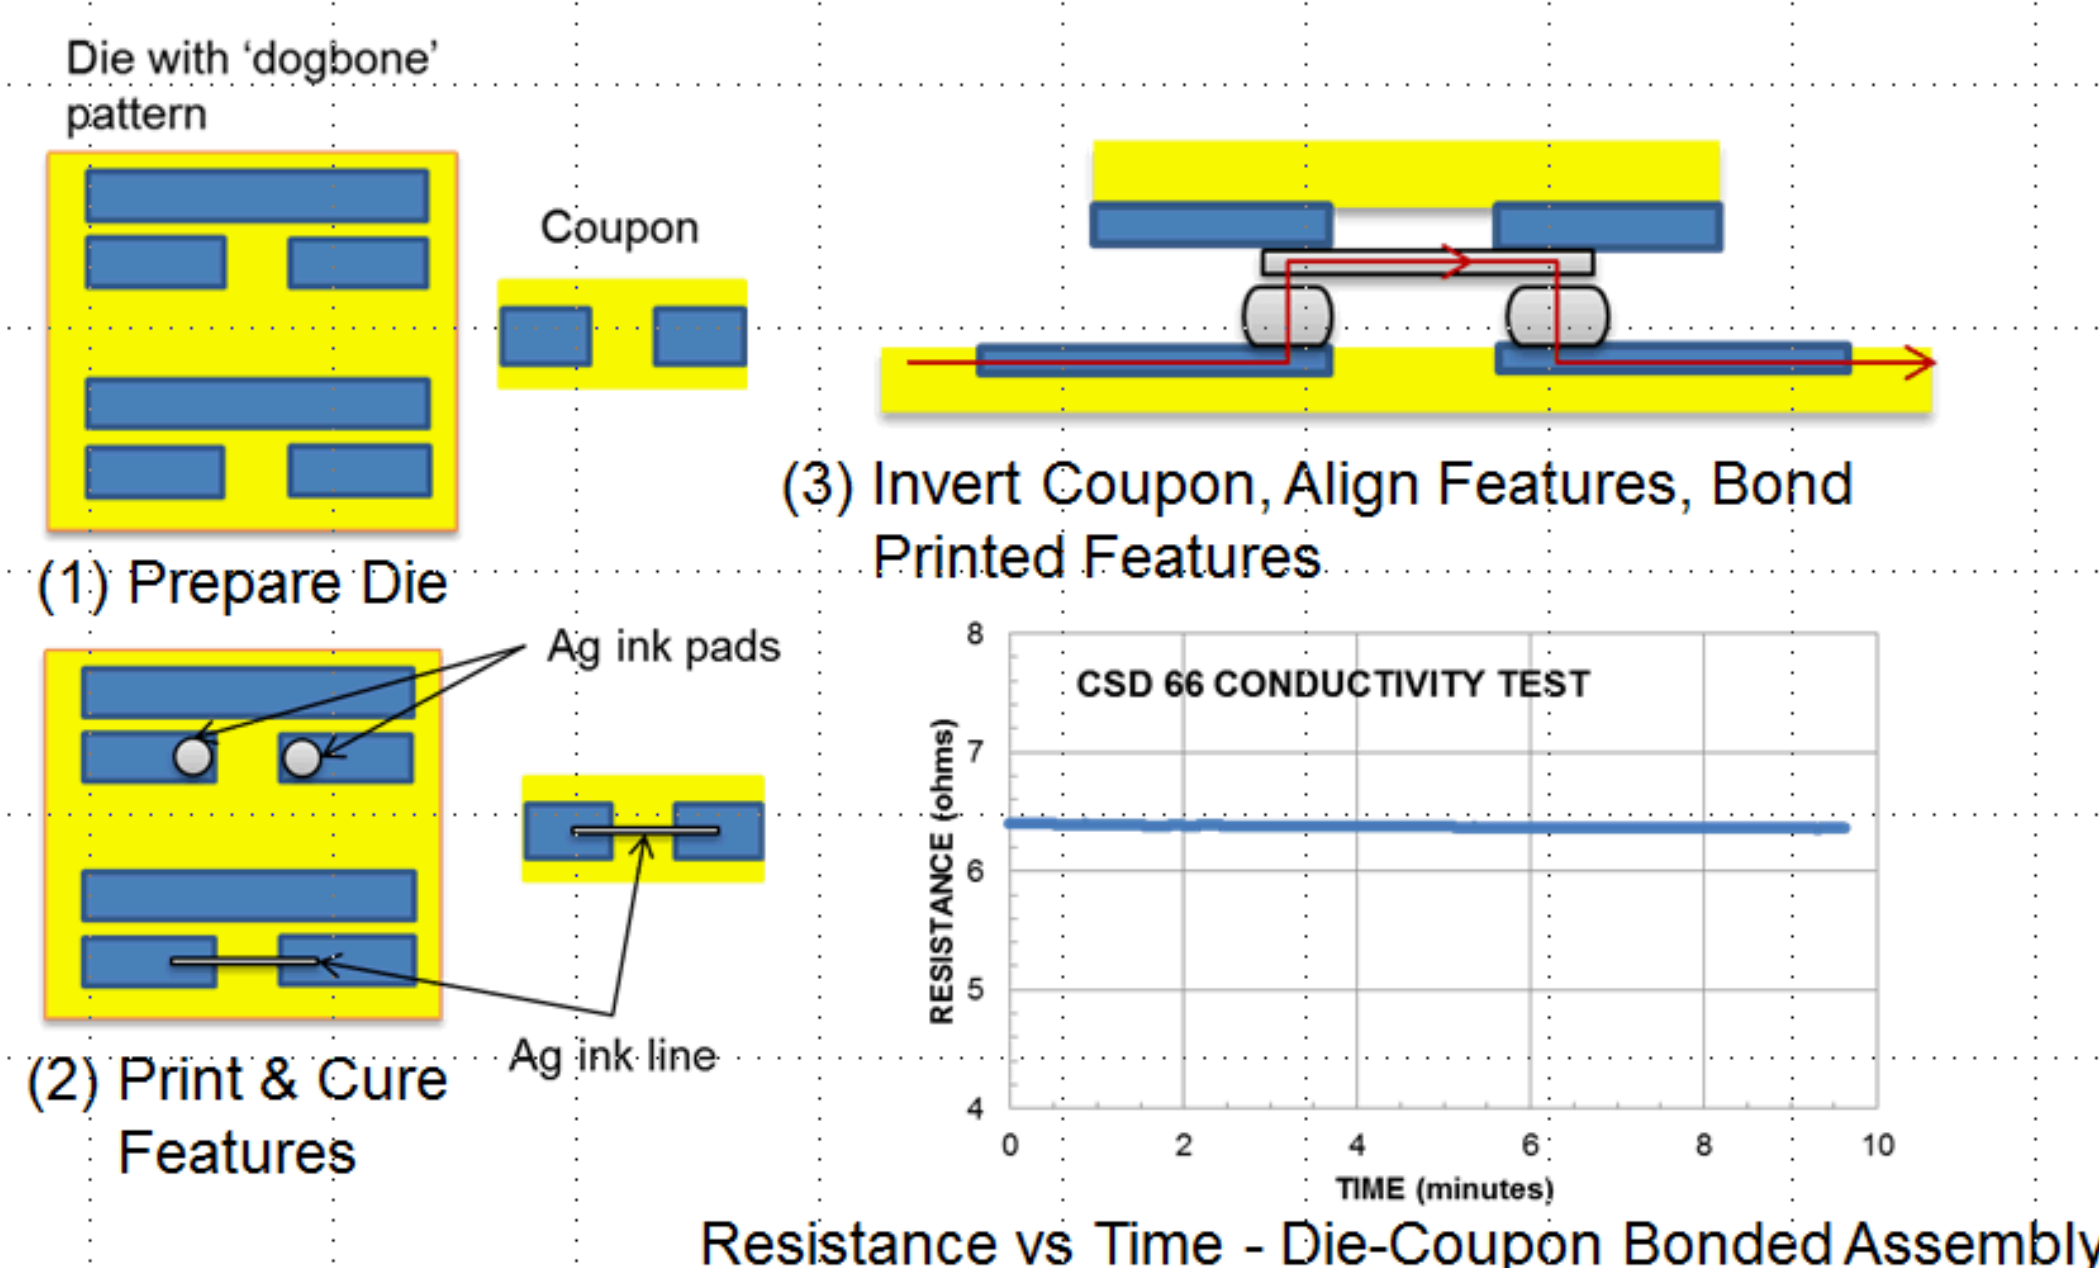 Die with ‘dogbone’
pattern
Coupon
(1) Prepare Die
Ag ink pads
Ag ink line
(2) Print & Cure
Features
(3) Invert Coupon, Align Features, Bond
Printed Features
CSD 66 CONDUCTIVITY TEST
RESISTANCE (ohms)
8
7
6
5
4
0 2 4 6 8 10
TIME (minutes)
Resistance vs Time - Die-Coupon Bonded Assembly